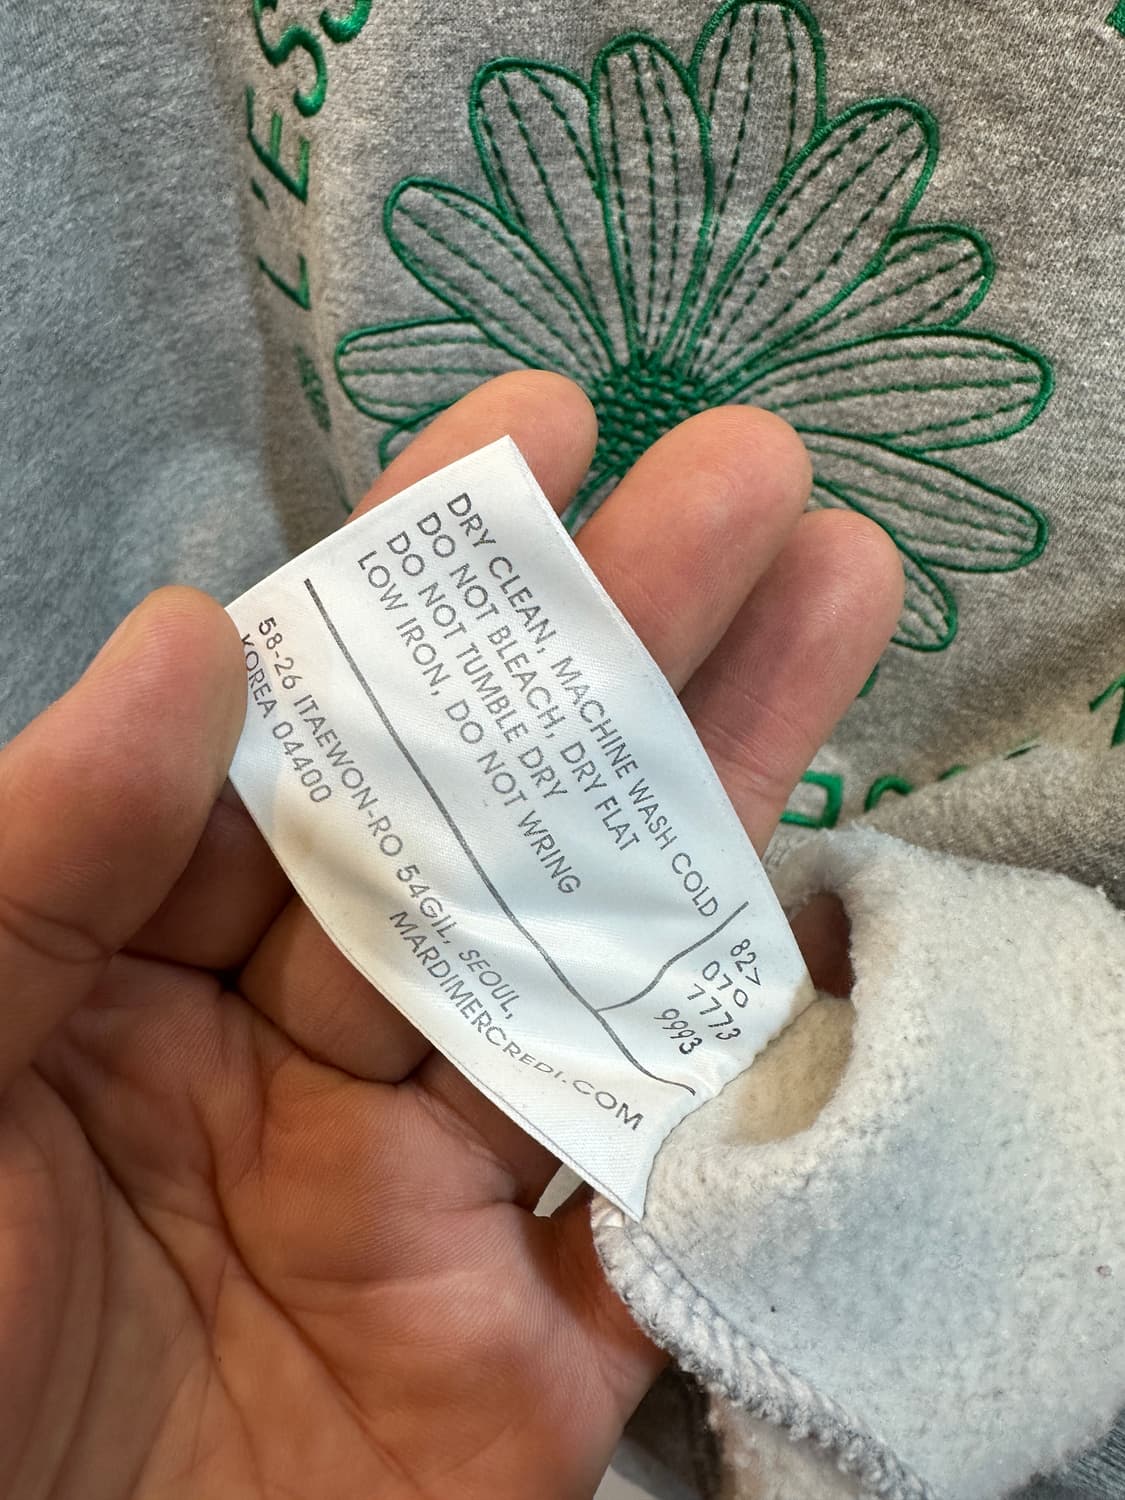 L'ESS
DRY CLEAN, MACHINE WASH COLD
DO NOT BLEACH, DRY FLAT
DO NOT TUMBLE DRY
LOW IRON, DO NOT WRING
82>
070
7773
9993
58-26 ITAEWON-RO 54GIL, SEOUL,
KOREA 04400
MARDIMERCREDI.COM